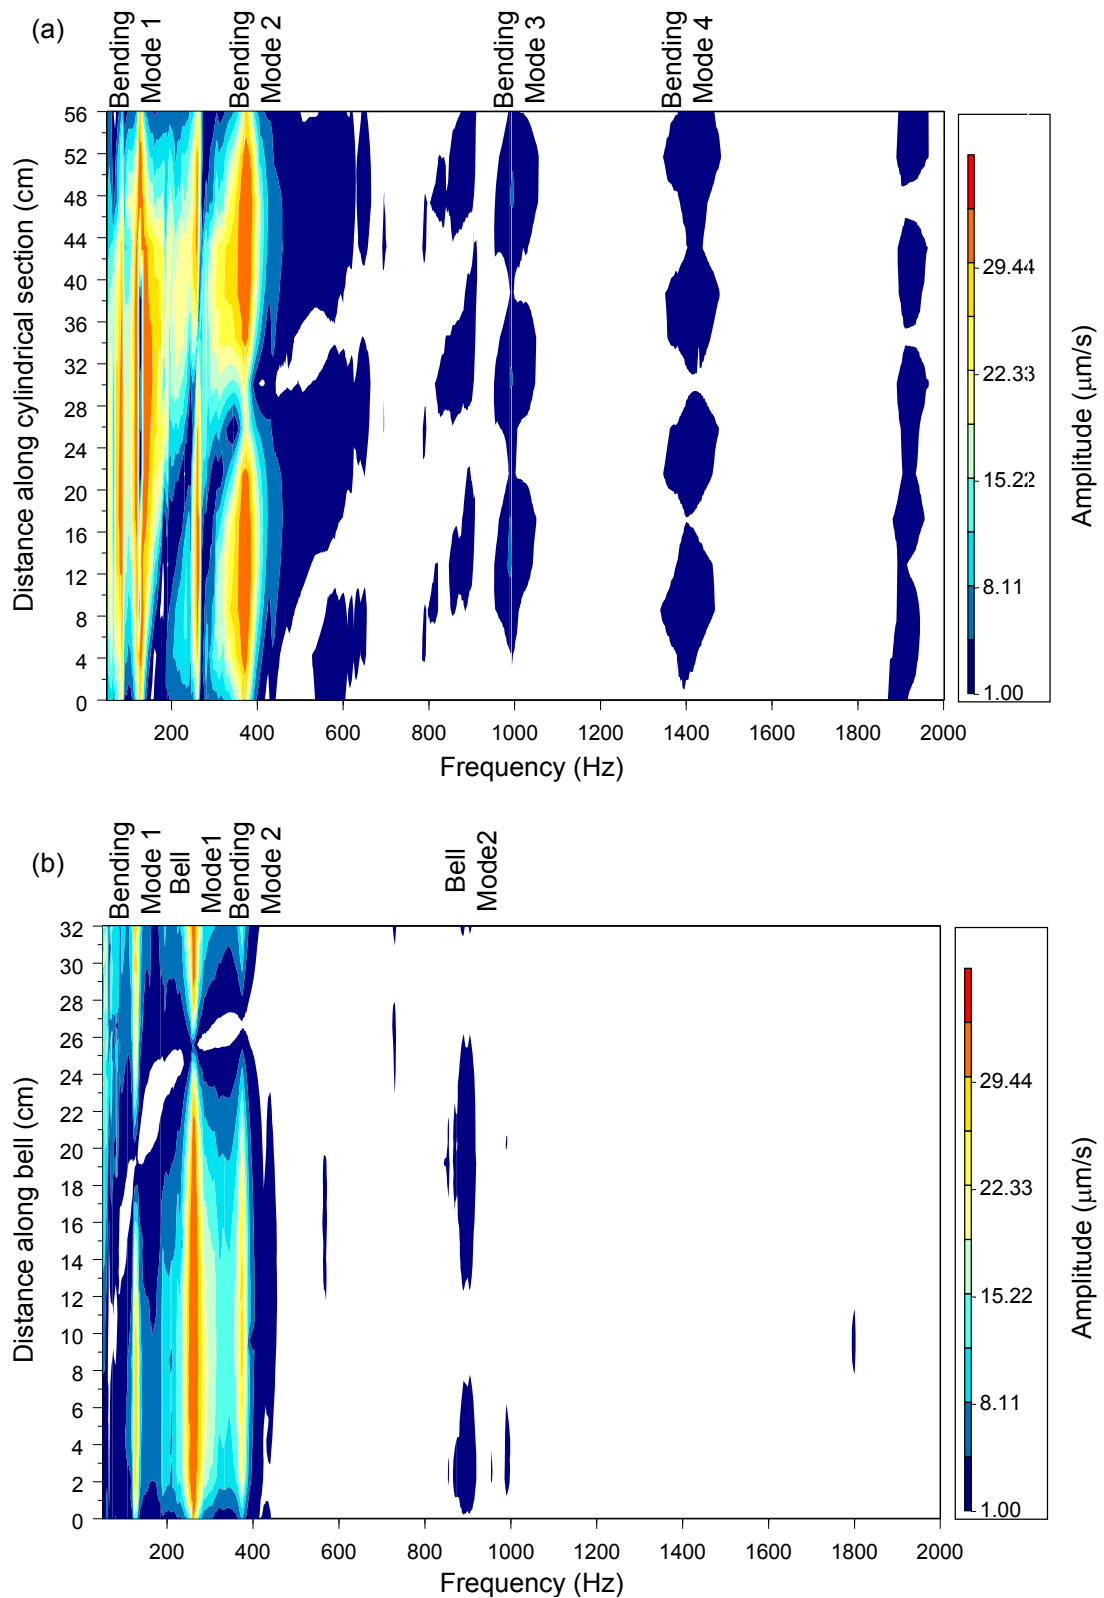 (a)
Bending
Mode 1
Bending
Mode 2
Bending
Mode 3
Bending
Mode 4
56
52
48
44
40
36
32
28
24
20
16
12
8
4
0
Distance along cylindrical section (cm)
200
400
600
800
1000
1200
1400
1600
1800
2000
Frequency (Hz)
29.44
22.33
15.22
8.11
1.00
Amplitude (μm/s)
(b)
Bending
Mode 1
Bell
Mode1
Bending
Mode 2
Bell
Mode2
32
30
28
26
24
22
20
18
16
14
12
10
8
6
4
2
0
Distance along bell (cm)
200
400
600
800
1000
1200
1400
1600
1800
2000
Frequency (Hz)
29.44
22.33
15.22
8.11
1.00
Amplitude (μm/s)